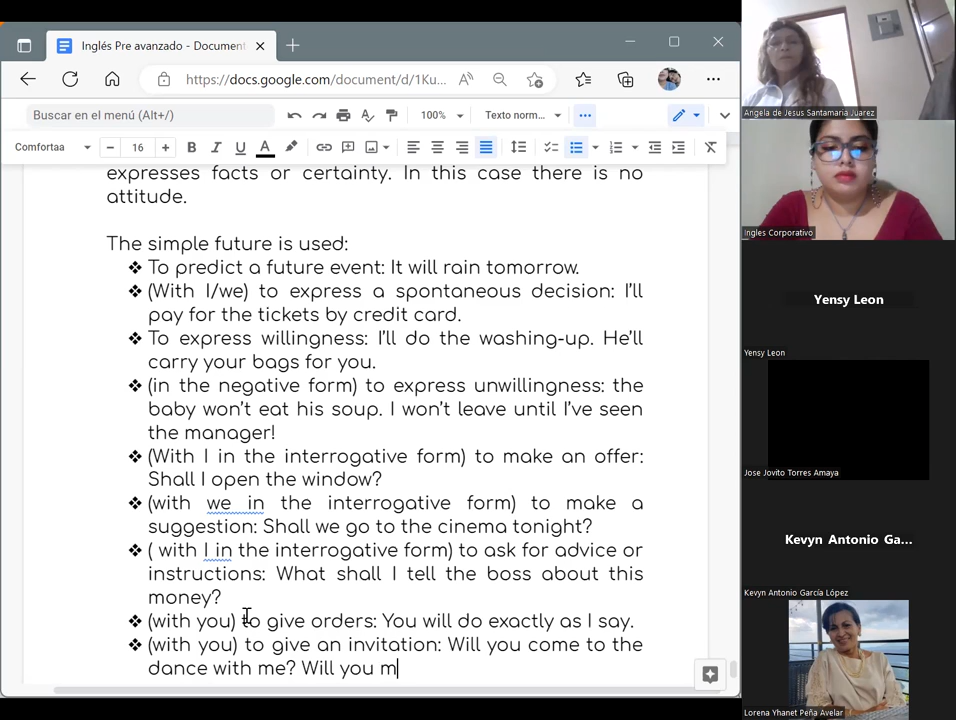 Inglés Pre avanzado - Document
https://docs.google.com/document/d/1Ku...
Buscar en el menú (Alt+/)
100%
Texto norm...
Comfortaa
16
expresses facts or certainty. In this case there is no
attitude.
The simple future is used:
❖ To predict a future event: It will rain tomorrow.
❖ (With I/we) to express a spontaneous decision: I'll
pay for the tickets by credit card.
❖ To express willingness: I'll do the washing-up. He'll
carry your bags for you.
❖ (in the negative form) to express unwillingness: the
baby won't eat his soup. I won't leave until I've seen
the manager!
❖ (With I in the interrogative form) to make an offer:
Shall I open the window?
❖ (with we in the interrogative form) to make a
suggestion: Shall we go to the cinema tonight?
❖ ( with I in the interrogative form) to ask for advice or
instructions: What shall I tell the boss about this
money?
❖ (with you) to give orders: You will do exactly as I say.
❖ (with you) to give an invitation: Will you come to the
dance with me? Will you m
Angela de Jesus Santamaria Juarez
Ingles Corporativo
Yensy Leon
Yensy Leon
Jose Jovito Torres Amaya
Kevyn Antonio Ga...
Kevyn Antonio García López
Lorena Yhanet Peña Avelar